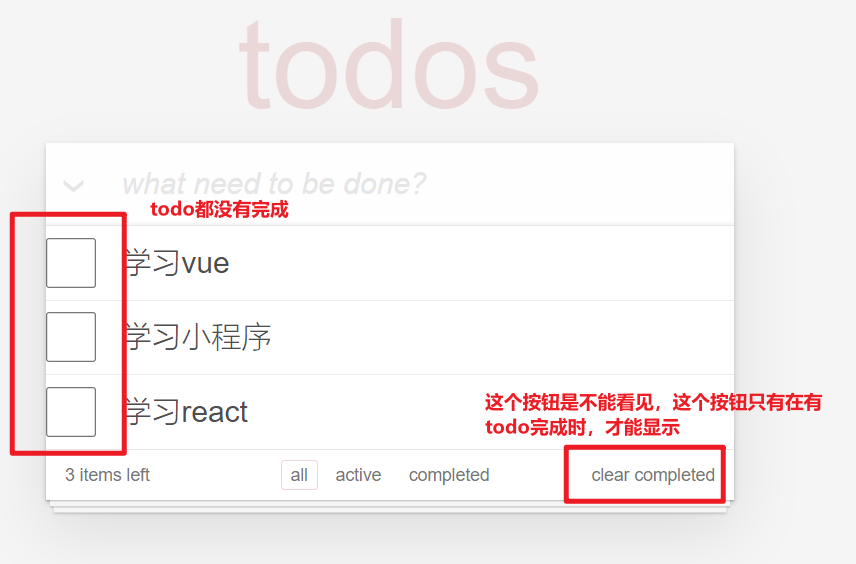 todos
what need to be done?
todo都没有完成
学习vue
学习小程序
学习react
这个按钮是不能看见，这个按钮只有在有
todo完成时，才能显示
3 items left
all
active
completed
clear completed